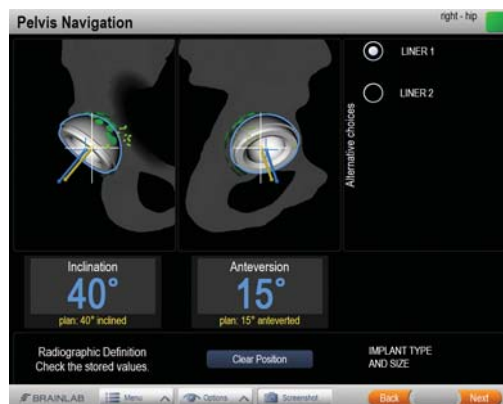 Pelvis Navigation
right - hip
LINER 1
LINER 2
Alternative choices
Inclination
40°
plan: 40° inclined
Anteversion
15°
plan: 15° anteverted
Radiographic Definition
Check the stored values.
Clear Position
IMPLANT TYPE
AND SIZE
BRAINLAB
Menu
Options
Screenshot
Back
Next